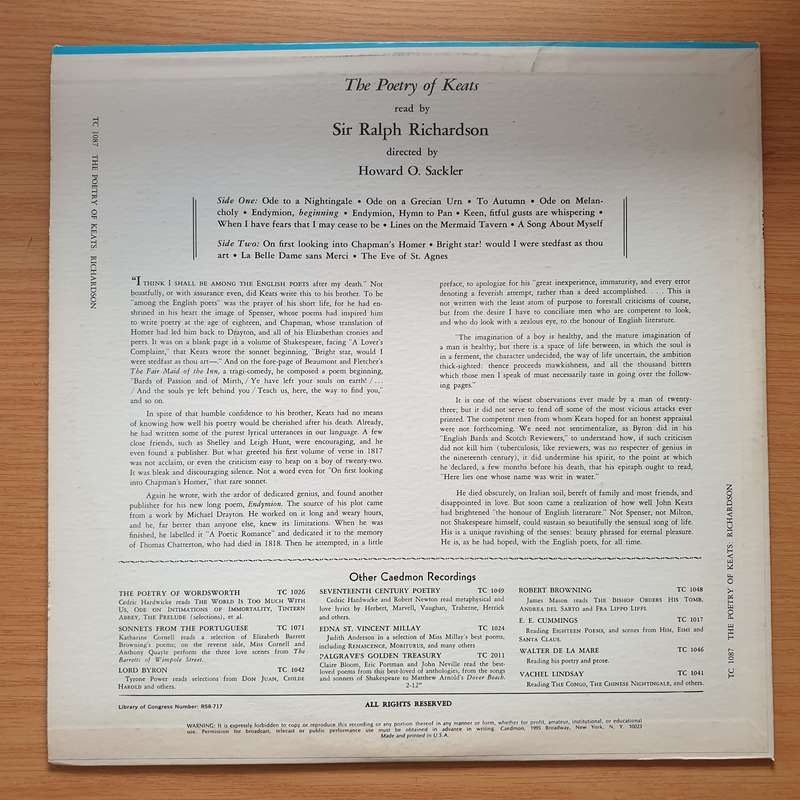 The Poetry of Keats
read by
Sir Ralph Richardson
directed by
Howard O. Sackler
Side One: Ode to a Nightingale • Ode on a Grecian Urn • To Autumn • Ode on Melan-
choly • Endymion, beginning • Endymion, Hymn to Pan • Keen, fitful gusts are whispering •
When I have fears that I may cease to be • Lines on the Mermaid Tavern • A Song About Myself
Side Two: On first looking into Chapman's Homer • Bright star! would I were stedfast as thou
art • La Belle Dame sans Merci • The Eve of St. Agnes
"I THINK I SHALL BE AMONG THE ENGLISH POETS after my death." Not
boastfully, or with assurance even, did Keats write this to his brother. To be
"among the English poets" was the prayer of his short life, for he had en-
shrined in his heart the image of Spenser, whose poems had inspired him
to write poetry at the age of eighteen, and Chapman, whose translation of
Homer had led him back to Drayton, and all of his Elizabethan cronies and
peers. It was on a blank page in a volume of Shakespeare, facing "A Lover's
Complaint," that Keats wrote the sonnet beginning, "Bright star, would I
were stedfast as thou art—." And on the fore-page of Beaumont and Fletcher's
The Fair Maid of the Inn, a tragi-comedy, he composed a poem beginning,
"Bards of Passion and of Mirth, / Ye have left your souls on earth! / . . .
/ And the souls ye left behind you / Teach us, here, the way to find you,"
and so on.
In spite of that humble confidence to his brother, Keats had no means
of knowing how well his poetry would be cherished after his death. Already,
he had written some of the purest lyrical utterances in our language. A few
close friends, such as Shelley and Leigh Hunt, were encouraging, and he
even found a publisher. But what greeted his first volume of verse in 1817
was not acclaim, or even the criticism easy to heap on a boy of twenty-two.
It was bleak and discouraging silence. Not a word even for "On first looking
into Chapman's Homer," that rare sonnet.
Again he wrote, with the ardor of dedicated genius, and found another
publisher for his new long poem, Endymion. The source of his plot came
from a work by Michael Drayton. He worked on it long and weary hours,
and he, far better than anyone else, knew its limitations. When he was
finished, he labelled it "A Poetic Romance" and dedicated it to the memory
of Thomas Chatterton, who had died in 1818. Then he attempted, in a little
preface, to apologize for his "great inexperience, immaturity, and every error
denoting a feverish attempt, rather than a deed accomplished. . . . This is
not written with the least atom of purpose to forestall criticisms of course,
but from the desire I have to conciliate men who are competent to look,
and who do look with a zealous eye, to the honour of English literature.
"The imagination of a boy is healthy, and the mature imagination of
a man is healthy; but there is a space of life between, in which the soul is
in a ferment, the character undecided, the way of life uncertain, the ambition
thick-sighted: thence proceeds mawkishness, and all the thousand bitters
which those men I speak of must necessarily taste in going over the follow-
ing pages."
It is one of the wisest observations ever made by a man of twenty-
three; but it did not serve to fend off some of the most vicious attacks ever
printed. The competent men from whom Keats hoped for an honest appraisal
were not forthcoming. We need not sentimentalize, as Byron did in his
"English Bards and Scotch Reviewers," to understand how, if such criticism
did not kill him (tuberculosis, like reviewers, was no respecter of genius in
the nineteenth century), it did undermine his spirit, to the point at which
he declared, a few months before his death, that his epitaph ought to read,
"Here lies one whose name was writ in water."
He died obscurely, on Italian soil, bereft of family and most friends, and
disappointed in love. But soon came a realization of how well John Keats
had brightened "the honour of English literature." Not Spenser, not Milton,
not Shakespeare himself, could sustain so beautifully the sensual song of life.
His is a unique ravishing of the senses: beauty phrased for eternal pleasure.
He is, as he had hoped, with the English poets, for all time.
Other Caedmon Recordings
THE POETRY OF WORDSWORTH TC 1026
Cedric Hardwicke reads THE WORLD IS TOO MUCH WITH
US, ODE ON INTIMATIONS OF IMMORTALITY, TINTERN
ABBEY, THE PRELUDE (selections), et al.
SONNETS FROM THE PORTUGUESE TC 1071
Katharine Cornell reads a selection of Elizabeth Barrett
Browning's poems; on the reverse side, Miss Cornell and
Anthony Quayle perform the three love scenes from The
Barretts of Wimpole Street.
LORD BYRON TC 1042
Tyrone Power reads selections from DON JUAN, CHILDE
HAROLD and others.
SEVENTEENTH CENTURY POETRY TC 1049
Cedric Hardwicke and Robert Newton read metaphysical and
love lyrics by Herbert, Marvell, Vaughan, Traherne, Herrick
and others.
EDNA ST. VINCENT MILLAY TC 1024
Judith Anderson in a selection of Miss Millay's best poems,
including RENASCENCE, MORITURUS, and many others
PALGRAVE'S GOLDEN TREASURY TC 2011
Claire Bloom, Eric Portman and John Neville read the best-
loved poems from this best-loved of anthologies, from the songs
and sonnets of Shakespeare to Matthew Arnold's Dover Beach.
2-12"
ROBERT BROWNING TC 1048
James Mason reads THE BISHOP ORDERS HIS TOMB,
ANDREA DEL SARTO and FRA LIPPO LIPPI.
E. E. CUMMINGS TC 1017
Reading EIGHTEEN POEMS, and scenes from HIM, EIMI and
SANTA CLAUS.
WALTER DE LA MARE TC 1046
Reading his poetry and prose.
VACHEL LINDSAY TC 1041
Reading THE CONGO, THE CHINESE NIGHTINGALE, and others.
Library of Congress Number: R58-717
ALL RIGHTS RESERVED
WARNING: It is expressly forbidden to copy or reproduce this recording or any portion thereof in any manner or form, whether for profit, amateur, institutional, or educational
use. Permission for broadcast, telecast or public performance use must be obtained in advance in writing. Caedmon, 1995 Broadway, New York, N. Y. 10023
Made and printed in U.S.A.
TC 1087 THE POETRY OF KEATS: RICHARDSON
TC 1087 THE POETRY OF KEATS: RICHARDSON